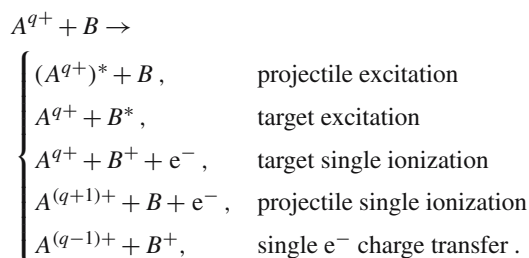 A^{q+} + B →
(A^{q+})* + B , projectile excitation
A^{q+} + B* , target excitation
A^{q+} + B^+ + e^− , target single ionization
A^{(q+1)+} + B + e^− , projectile single ionization
A^{(q−1)+} + B^+, single e^− charge transfer .